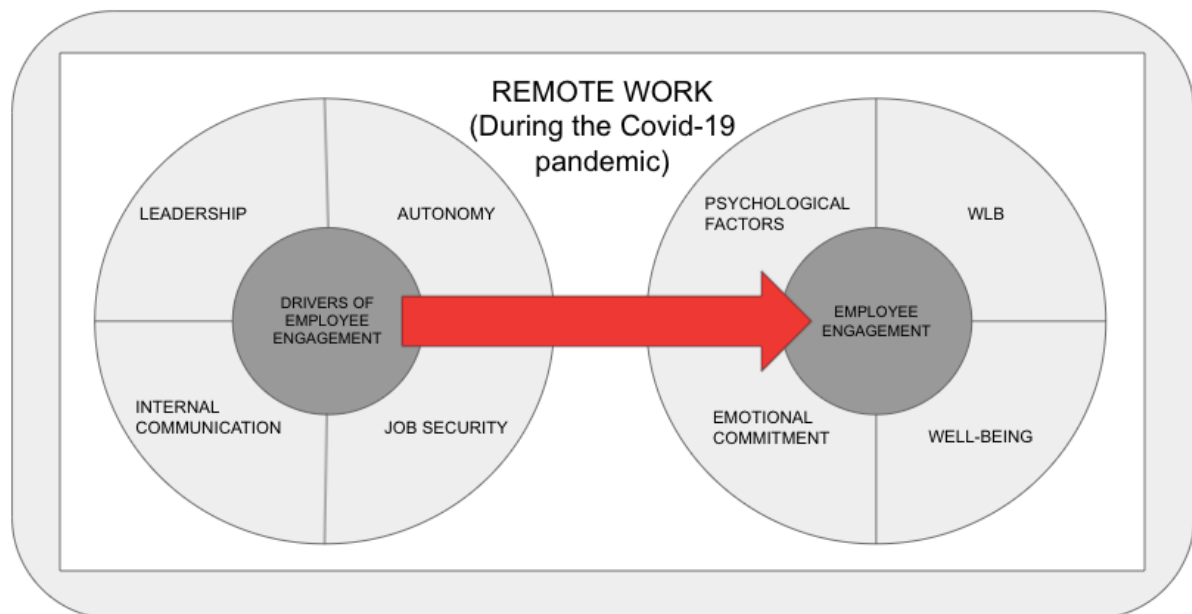 REMOTE WORK
(During the Covid-19
pandemic)
LEADERSHIP
AUTONOMY
DRIVERS OF
EMPLOYEE
ENGAGEMENT
INTERNAL
COMMUNICATION
JOB SECURITY
PSYCHOLOGICAL
FACTORS
WLB
EMPLOYEE
ENGAGEMENT
EMOTIONAL
COMMITMENT
WELL-BEING